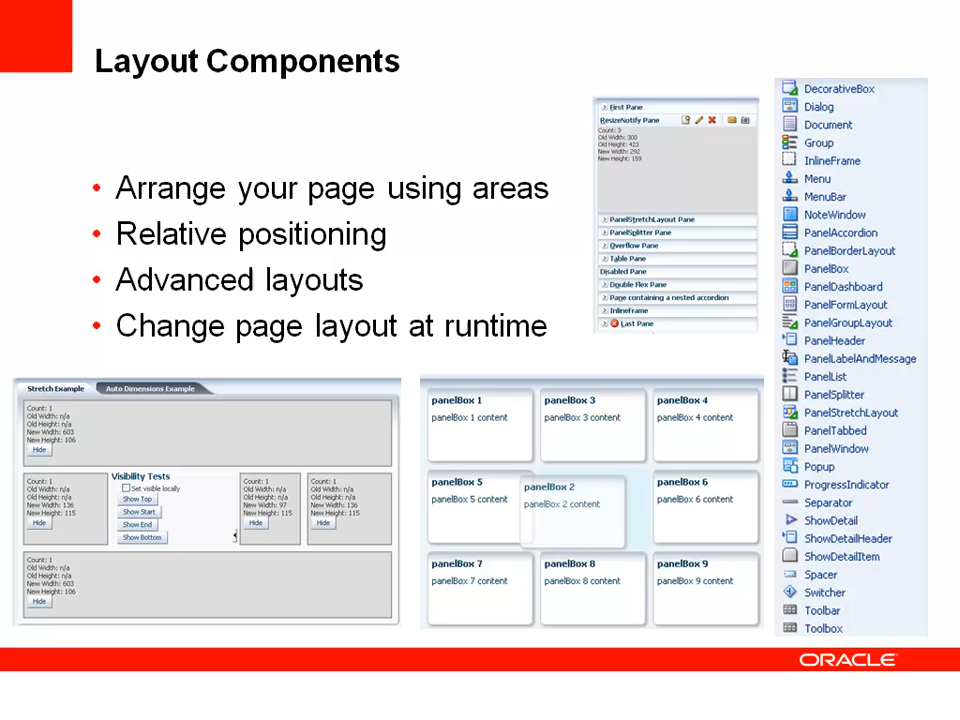 Layout Components
• Arrange your page using areas
• Relative positioning
• Advanced layouts
• Change page layout at runtime
First Pane
ResizeNotify Pane
Count: 3
Old Width: 300
Old Height: 423
New Width: 292
New Height: 159
PanelStretchLayout Pane
PanelSplitter Pane
Overflow Pane
Table Pane
Disabled Pane
Double Flex Pane
Page containing a nested accordion
InlineFrame
Last Pane
DecorativeBox
Dialog
Document
Group
InlineFrame
Menu
MenuBar
NoteWindow
PanelAccordion
PanelBorderLayout
PanelBox
PanelDashboard
PanelFormLayout
PanelGroupLayout
PanelHeader
PanelLabelAndMessage
PanelList
PanelSplitter
PanelStretchLayout
PanelTabbed
PanelWindow
Popup
ProgressIndicator
Separator
ShowDetail
ShowDetailHeader
ShowDetailItem
Spacer
Switcher
Toolbar
Toolbox
Stretch Example Auto Dimensions Example
Count: 1
Old Width: n/a
Old Height: n/a
New Width: 603
New Height: 106
Hide
Count: 1
Old Width: n/a
Old Height: n/a
New Width: 136
New Height: 115
Hide
Visibility Tests
Set visible locally
Show Top
Show Start
Show End
Show Bottom
Count: 1
Old Width: n/a
Old Height: n/a
New Width: 97
New Height: 115
Hide
Count: 1
Old Width: n/a
Old Height: n/a
New Width: 136
New Height: 115
Hide
Count: 1
Old Width: n/a
Old Height: n/a
New Width: 603
New Height: 106
Hide
panelBox 1
panelBox 1 content
panelBox 3
panelBox 3 content
panelBox 4
panelBox 4 content
panelBox 5
panelBox 5 content
panelBox 2
panelBox 2 content
panelBox 6
panelBox 6 content
panelBox 7
panelBox 7 content
panelBox 8
panelBox 8 content
panelBox 9
panelBox 9 content
ORACLE